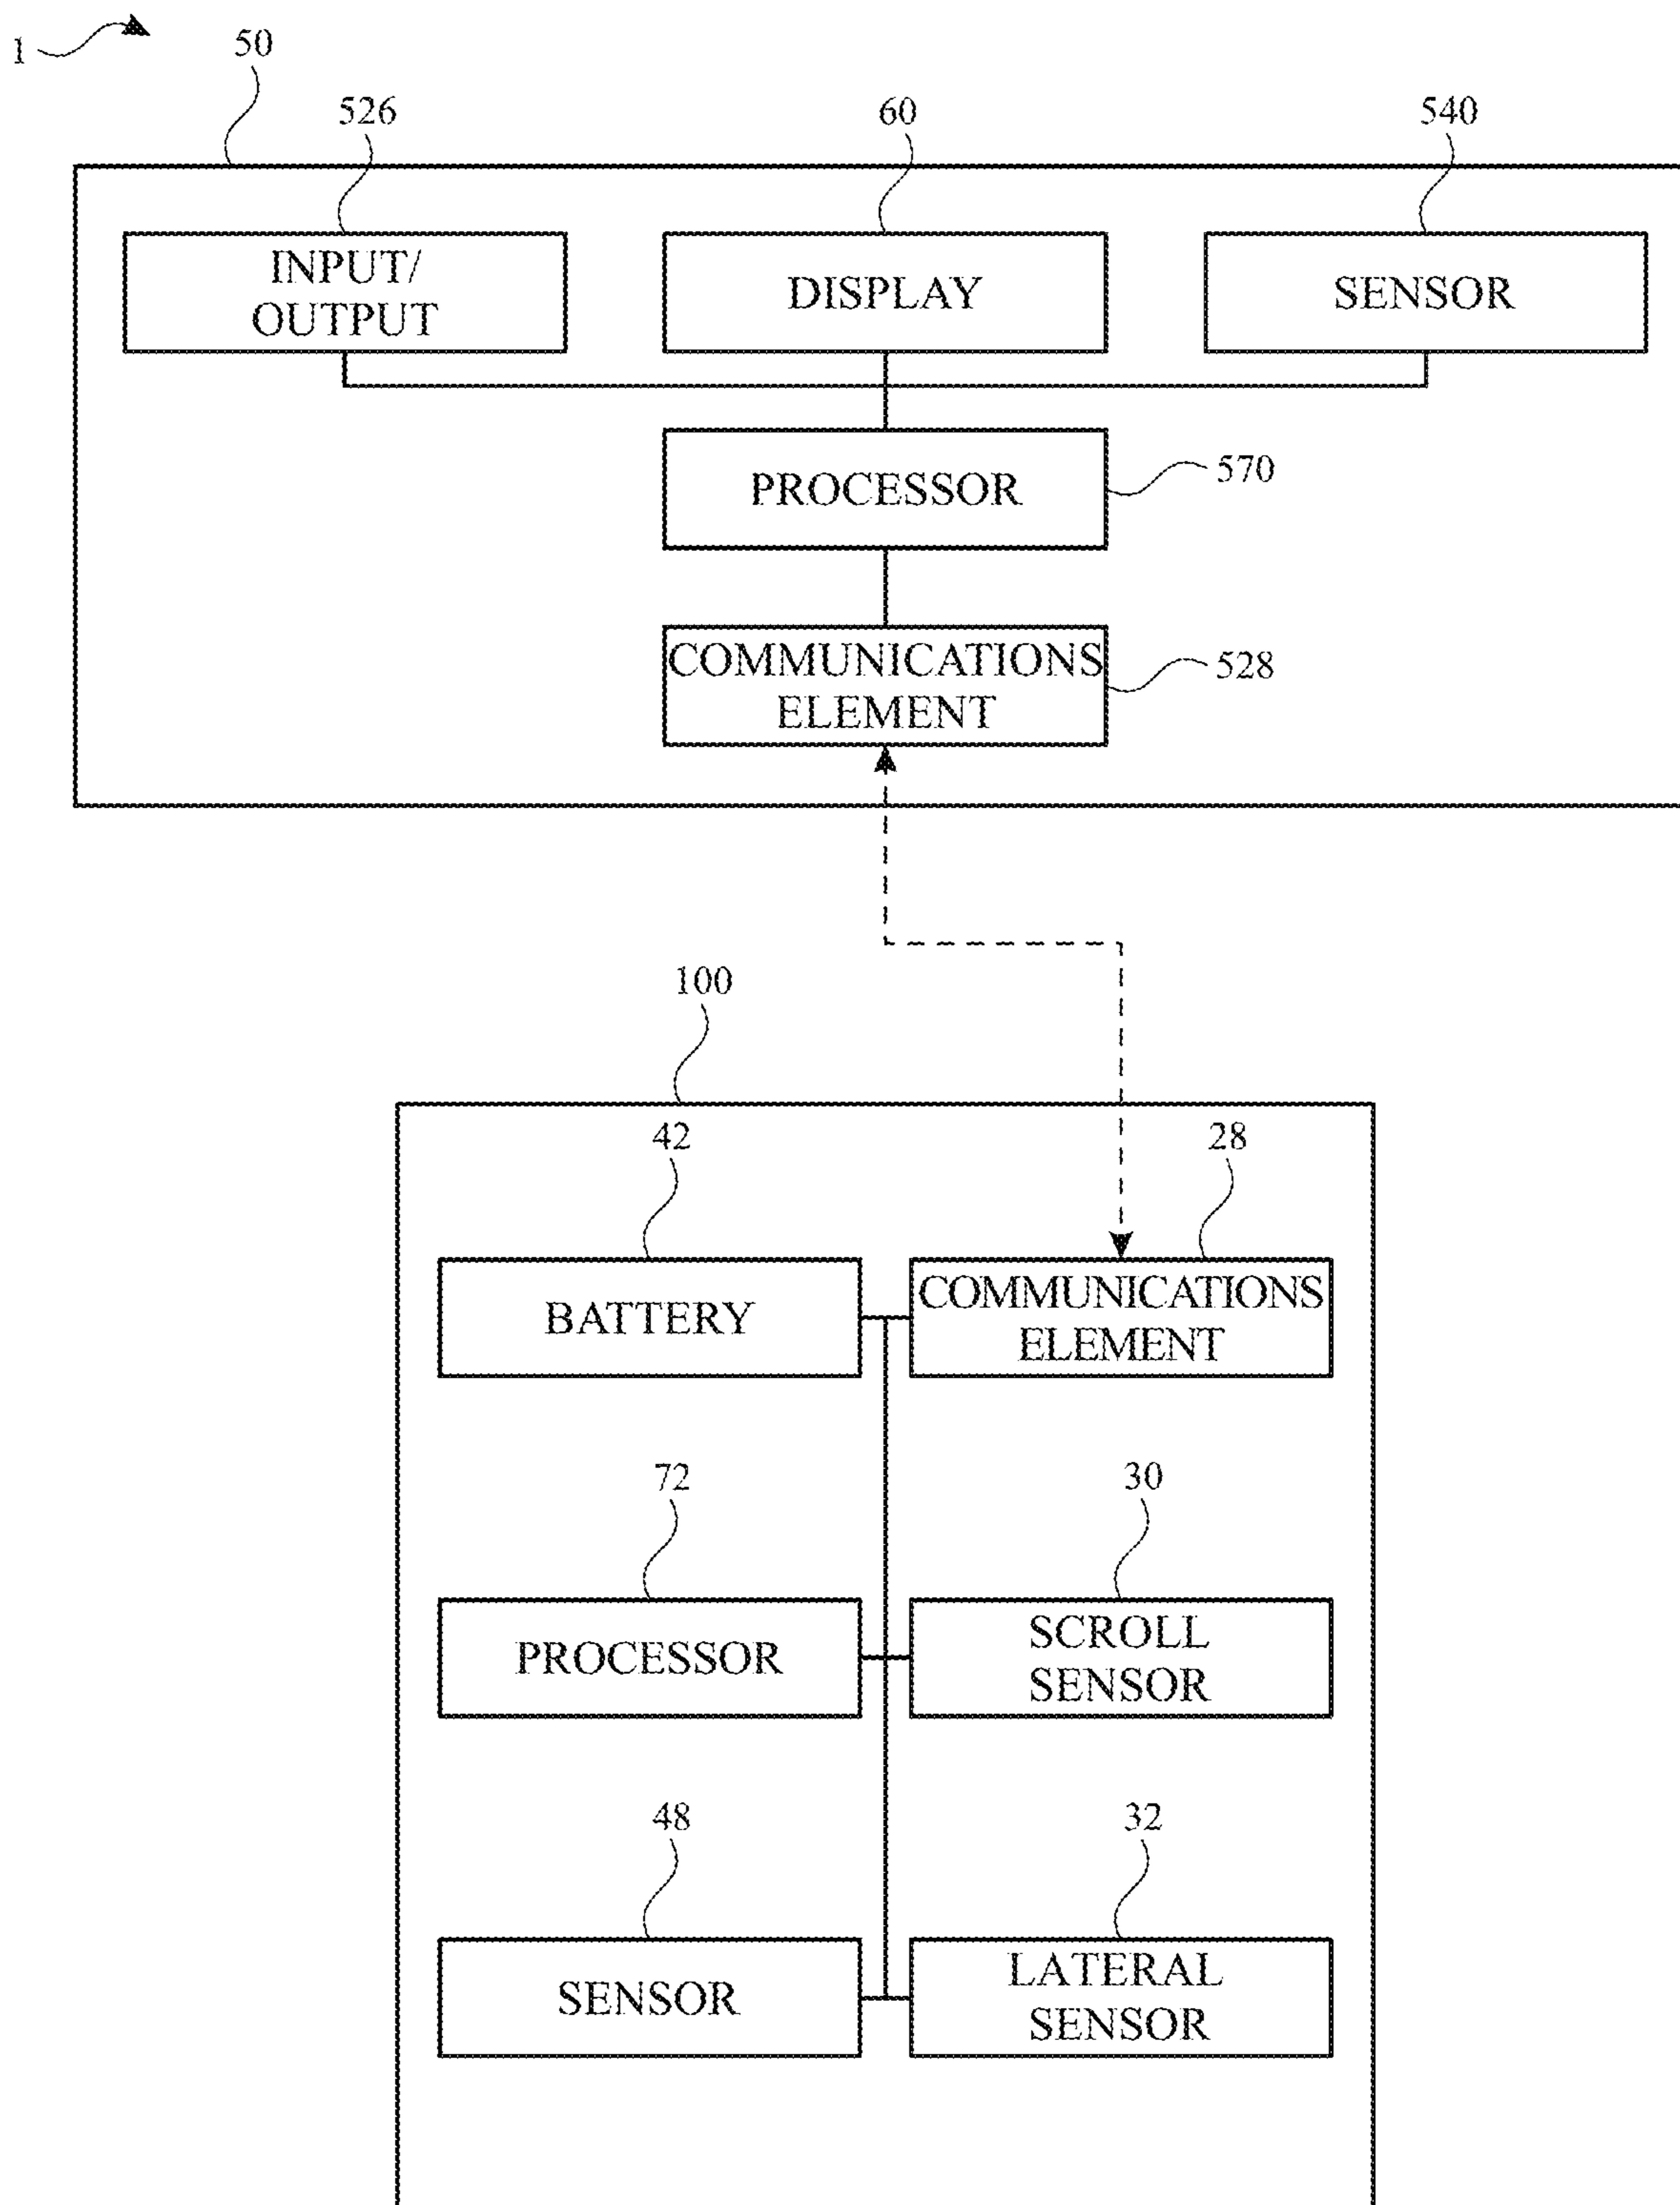 1
50
526
60
540
INPUT/
OUTPUT
DISPLAY
SENSOR
PROCESSOR
570
COMMUNICATIONS
ELEMENT
528
100
42
28
BATTERY
COMMUNICATIONS
ELEMENT
72
30
PROCESSOR
SCROLL
SENSOR
48
32
SENSOR
LATERAL
SENSOR